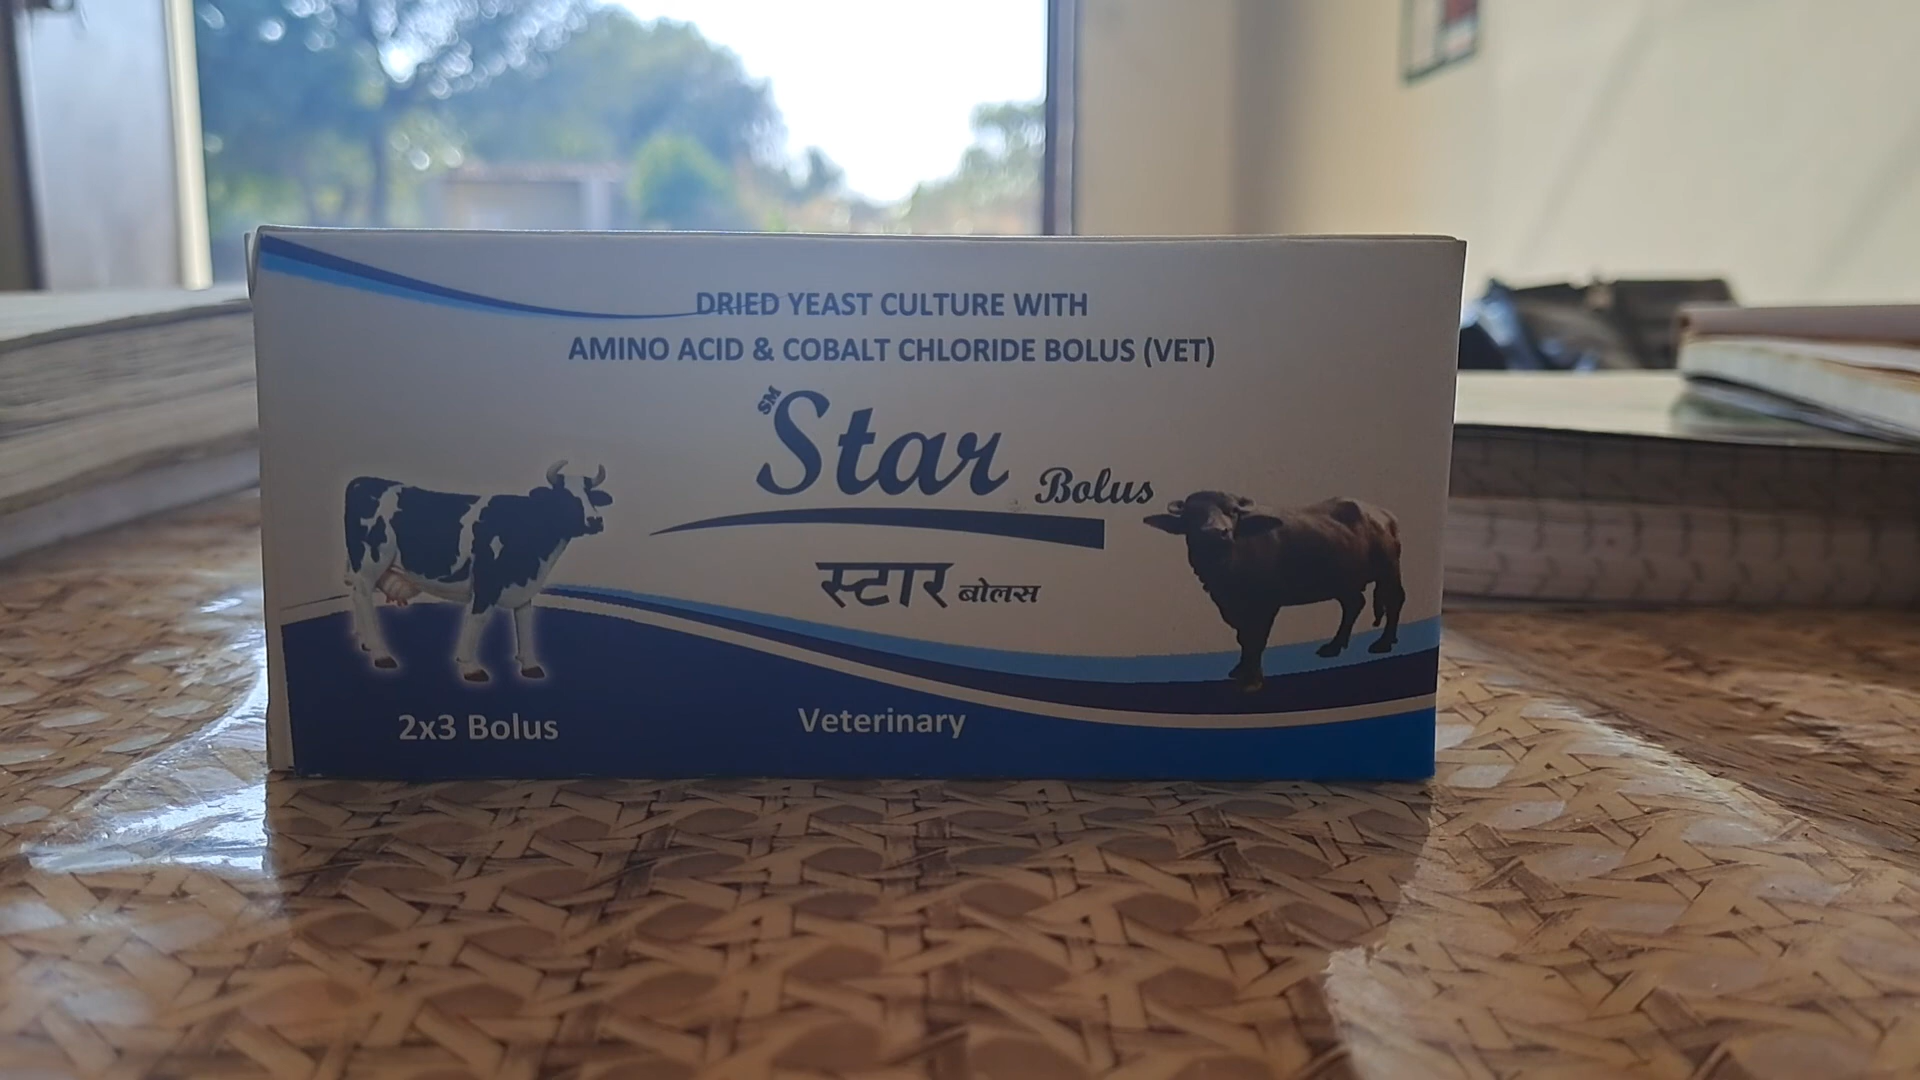 DRIED YEAST CULTURE WITH
AMINO ACID & COBALT CHLORIDE BOLUS (VET)
SM
Star Bolus
स्टार बोलस
2x3 Bolus
Veterinary